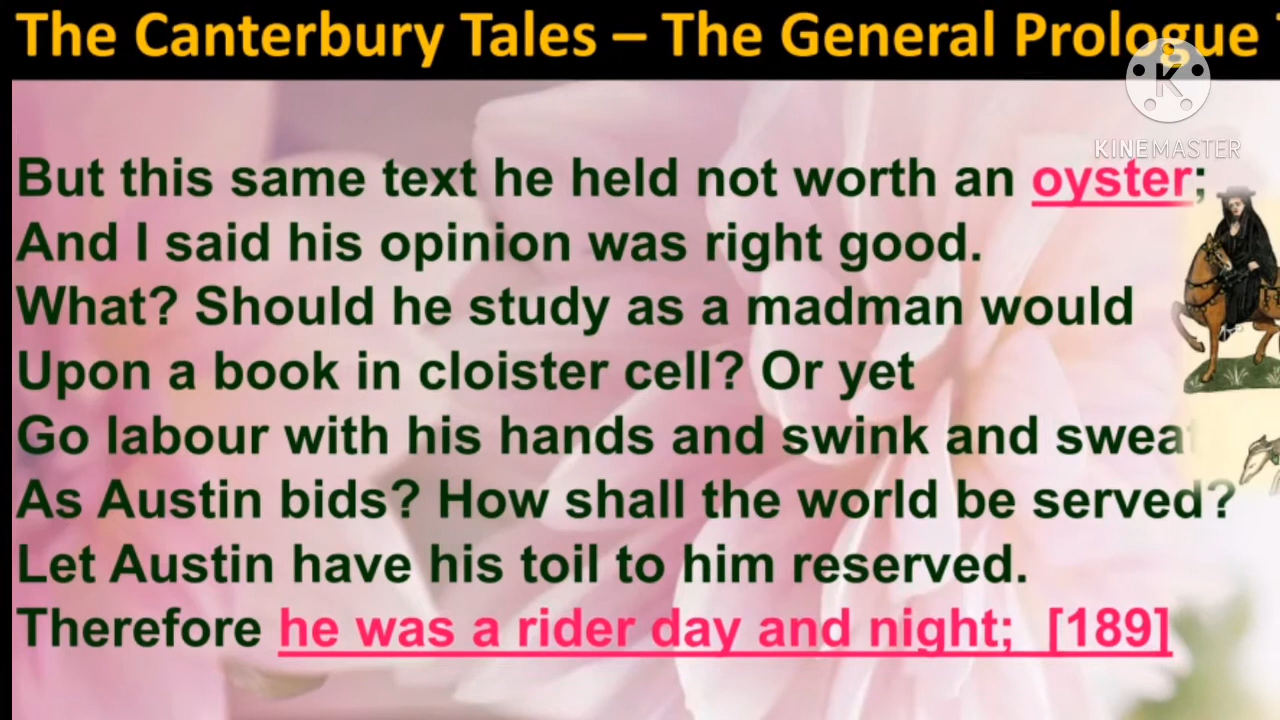 The Canterbury Tales – The General Prologue
KINEMASTER
But this same text he held not worth an oyster;
And I said his opinion was right good.
What? Should he study as a madman would
Upon a book in cloister cell? Or yet
Go labour with his hands and swink and sweat
As Austin bids? How shall the world be served?
Let Austin have his toil to him reserved.
Therefore he was a rider day and night; [189]